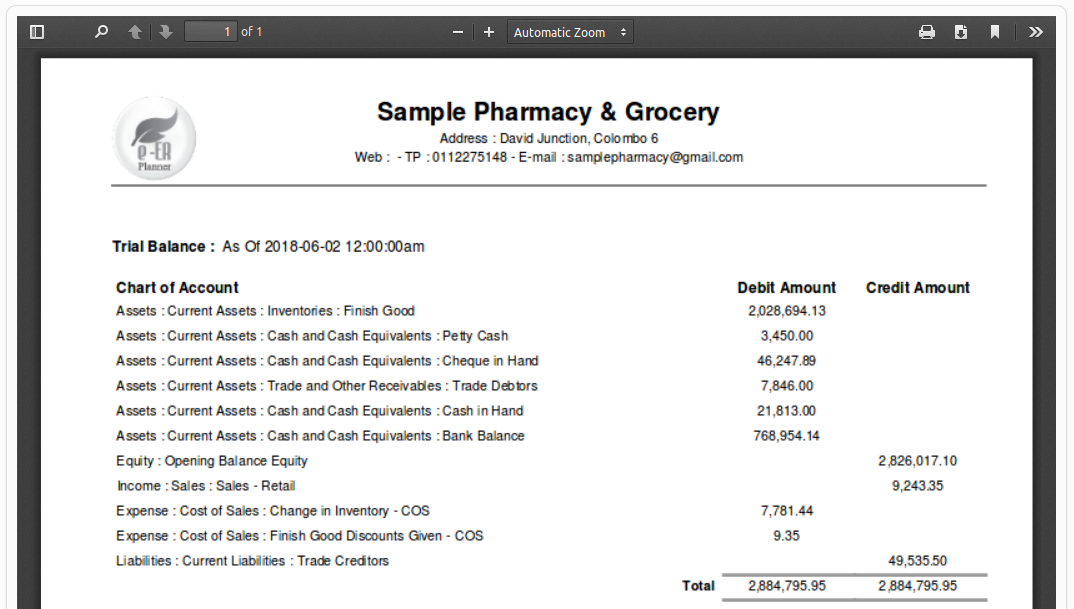 1 of 1
Automatic Zoom
e-ER
Planner
Sample Pharmacy & Grocery
Address : David Junction, Colombo 6
Web : - TP : 0112275148 - E-mail : samplepharmacy@gmail.com
Trial Balance : As Of 2018-06-02 12:00:00am
Chart of Account Debit Amount Credit Amount
Assets : Current Assets : Inventories : Finish Good 2,028,694.13
Assets : Current Assets : Cash and Cash Equivalents : Petty Cash 3,450.00
Assets : Current Assets : Cash and Cash Equivalents : Cheque in Hand 46,247.89
Assets : Current Assets : Trade and Other Receivables : Trade Debtors 7,846.00
Assets : Current Assets : Cash and Cash Equivalents : Cash in Hand 21,813.00
Assets : Current Assets : Cash and Cash Equivalents : Bank Balance 768,954.14
Equity : Opening Balance Equity 2,826,017.10
Income : Sales : Sales - Retail 9,243.35
Expense : Cost of Sales : Change in Inventory - COS 7,781.44
Expense : Cost of Sales : Finish Good Discounts Given - COS 9.35
Liabilities : Current Liabilities : Trade Creditors 49,535.50
Total 2,884,795.95 2,884,795.95